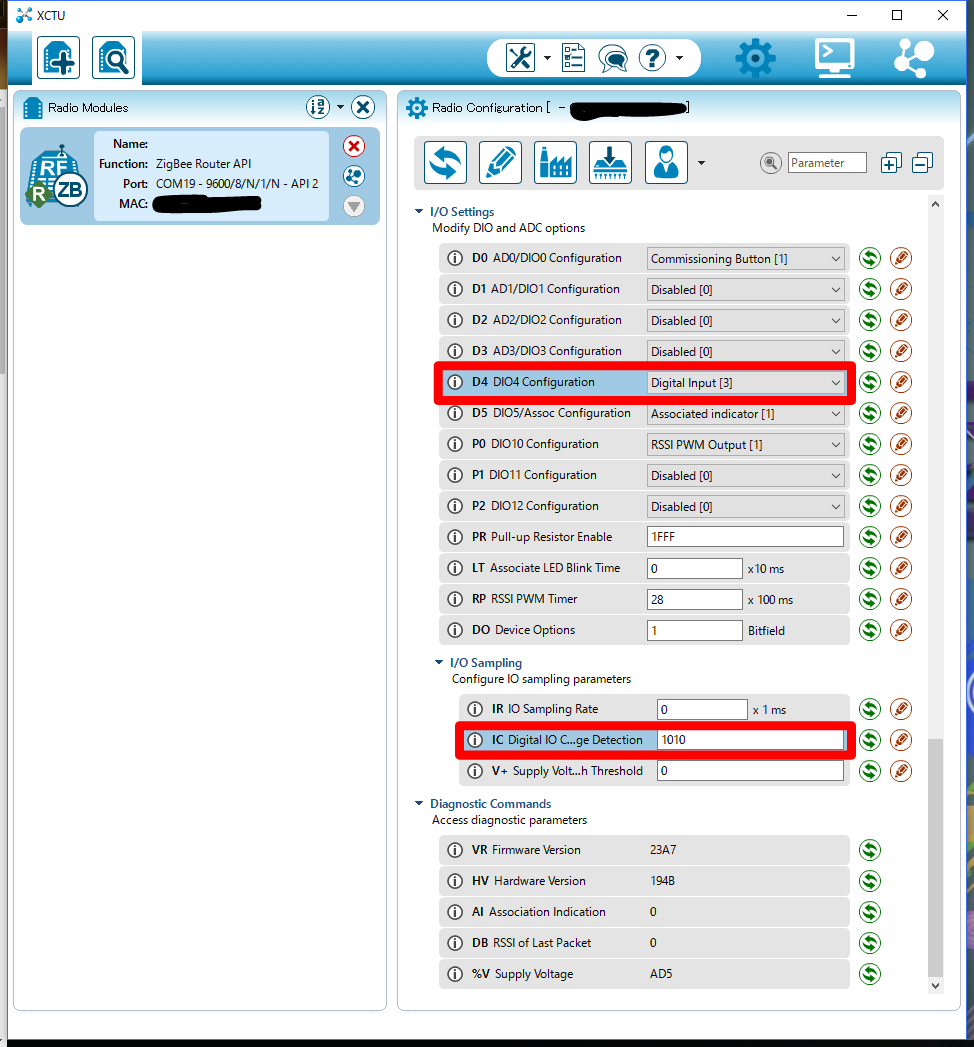 XCTU
Radio Modules
Radio Configuration [ - ]
Name:
Function: ZigBee Router API
Port: COM19 - 9600/8/N/1/N - API 2
MAC:
RF
R
ZB
Parameter
I/O Settings
Modify DIO and ADC options
D0 AD0/DIO0 Configuration Commissioning Button [1]
D1 AD1/DIO1 Configuration Disabled [0]
D2 AD2/DIO2 Configuration Disabled [0]
D3 AD3/DIO3 Configuration Disabled [0]
D4 DIO4 Configuration Digital Input [3]
D5 DIO5/Assoc Configuration Associated indicator [1]
P0 DIO10 Configuration RSSI PWM Output [1]
P1 DIO11 Configuration Disabled [0]
P2 DIO12 Configuration Disabled [0]
PR Pull-up Resistor Enable 1FFF
LT Associate LED Blink Time 0 x10 ms
RP RSSI PWM Timer 28 x 100 ms
DO Device Options 1 Bitfield
I/O Sampling
Configure IO sampling parameters
IR IO Sampling Rate 0 x 1 ms
IC Digital IO C...ge Detection 1010
V+ Supply Volt...h Threshold 0
Diagnostic Commands
Access diagnostic parameters
VR Firmware Version 23A7
HV Hardware Version 194B
AI Association Indication 0
DB RSSI of Last Packet 0
%V Supply Voltage AD5